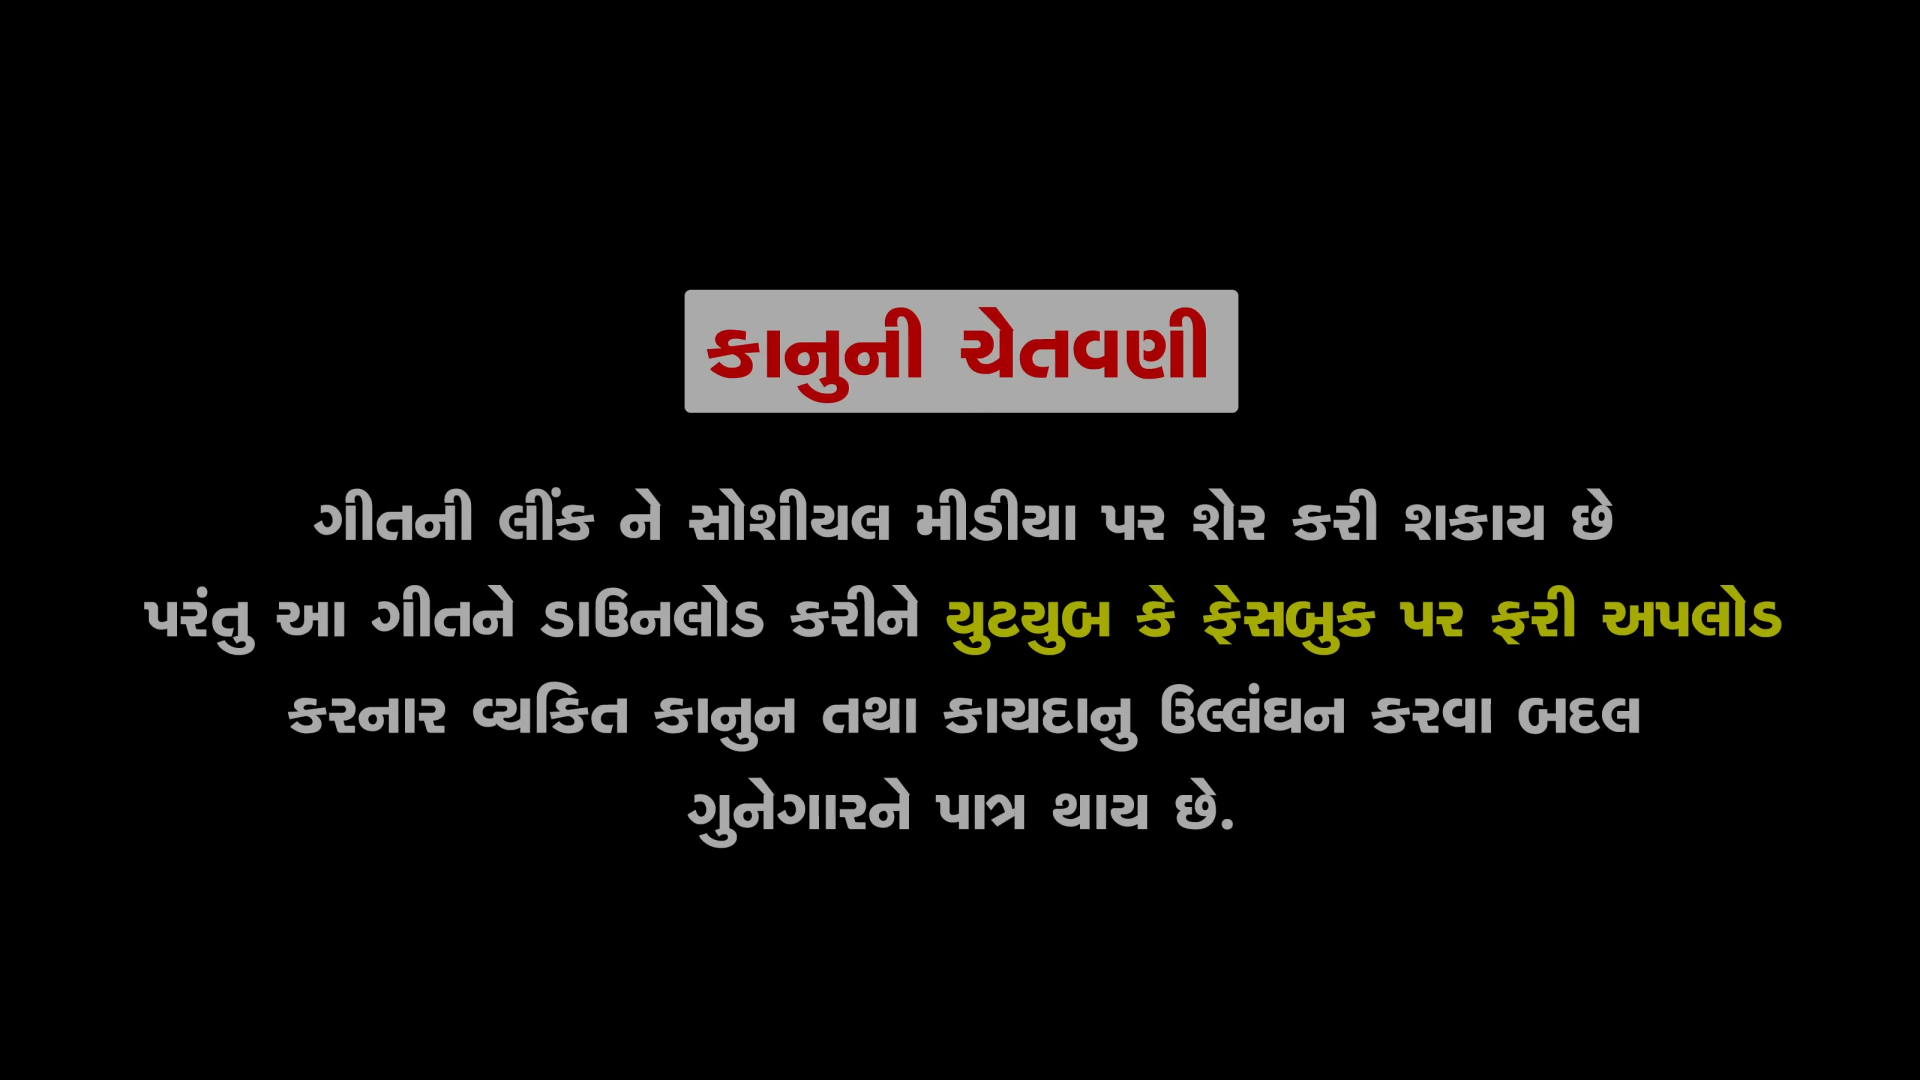 કાનુની ચેતવણી
ગીતની લીંક ને સોશીયલ મીડીયા પર શેર કરી શકાય છે
પરંતુ આ ગીતને ડાઉનલોડ કરીને યુટયુબ કે ફેસબુક પર ફરી અપલોડ
કરનાર વ્યકિત કાનુન તથા કાયદાનુ ઉલ્લંઘન કરવા બદલ
ગુનેગારને પાત્ર થાય છે.